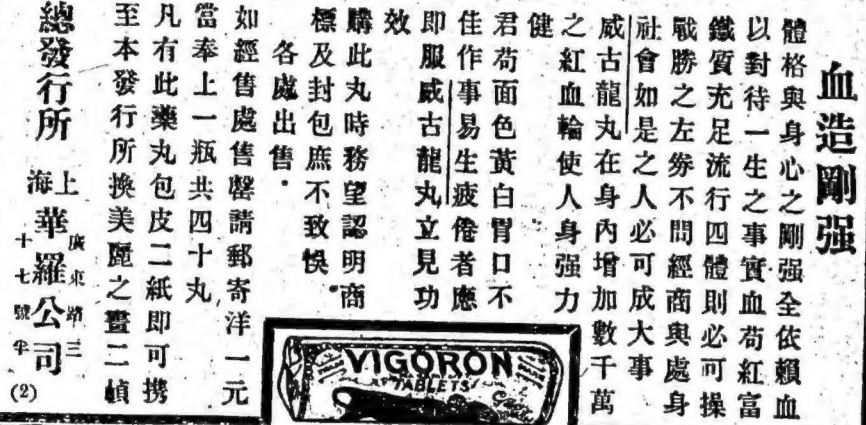 血造剛强
體格與身心之剛强全依賴血
以對待一生之事實血苟紅富
鐵質充足流行四體則必可操
戰勝之左劵不問經商與處身
社會如是之人必可成大事
威古龍丸在身內增加數千萬
之紅血輪使人身强力
健
君苟面色黃白胃口不
佳作事易生疲倦者應
即服威古龍丸立見功
效
購此丸時務望認明商
標及封包庶不致悞
各處出售·
如經售處售罄請郵寄洋一元
當奉上一瓶共四十丸
凡有此藥丸包皮二紙即可携
至本發行所換美麗之畫二幀
總發行所 上海 華羅公司 廣東路三十七號半
(2)
VIGORON
TABLETS